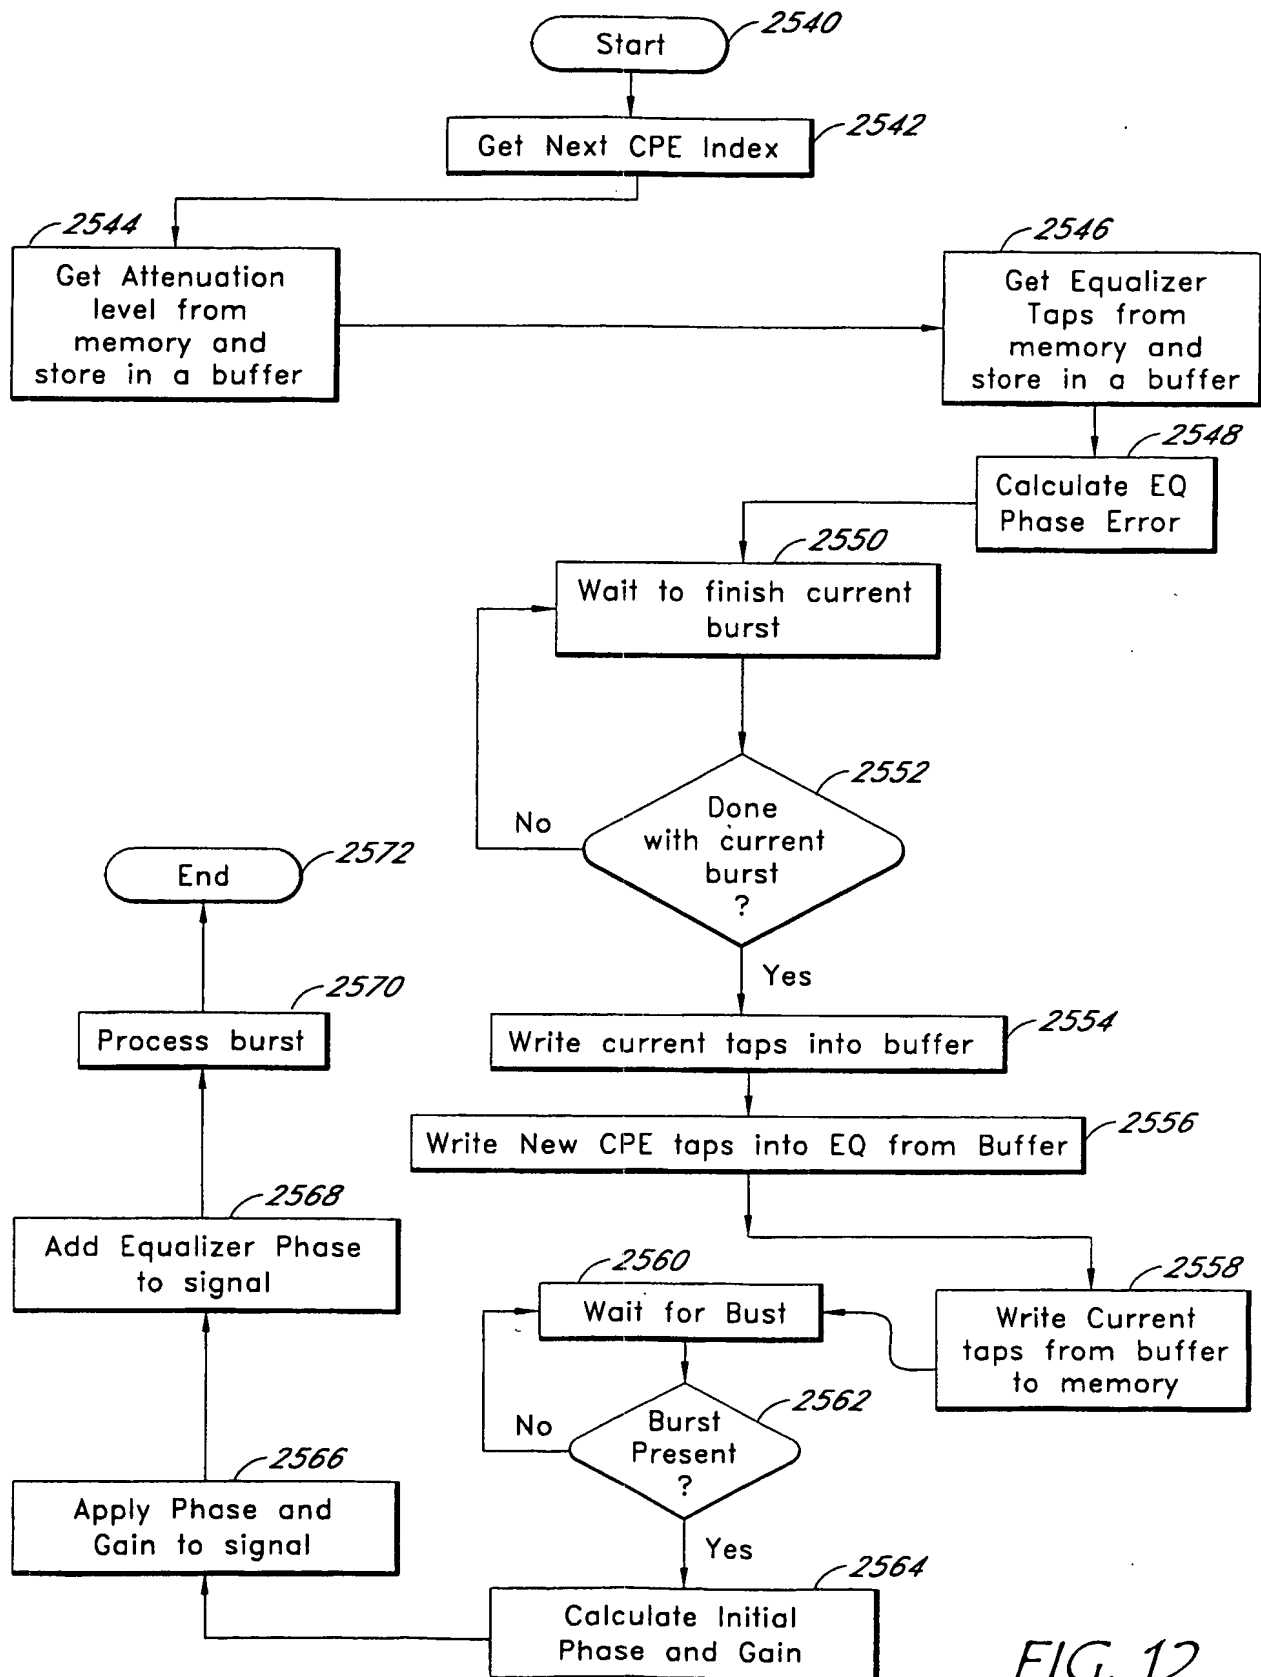 Start
2540
Get Next CPE Index
2542
2544
Get Attenuation
level from
memory and
store in a buffer
2546
Get Equalizer
Taps from
memory and
store in a buffer
2548
Calculate EQ
Phase Error
2550
Wait to finish current
burst
2552
Done
with current
burst
?
No
Yes
2554
Write current taps into buffer
2556
Write New CPE taps into EQ from Buffer
2558
Write Current
taps from buffer
to memory
2560
Wait for Bust
2562
Burst
Present
?
No
Yes
2564
Calculate Initial
Phase and Gain
2566
Apply Phase and
Gain to signal
2568
Add Equalizer Phase
to signal
2570
Process burst
2572
End
FIG. 12